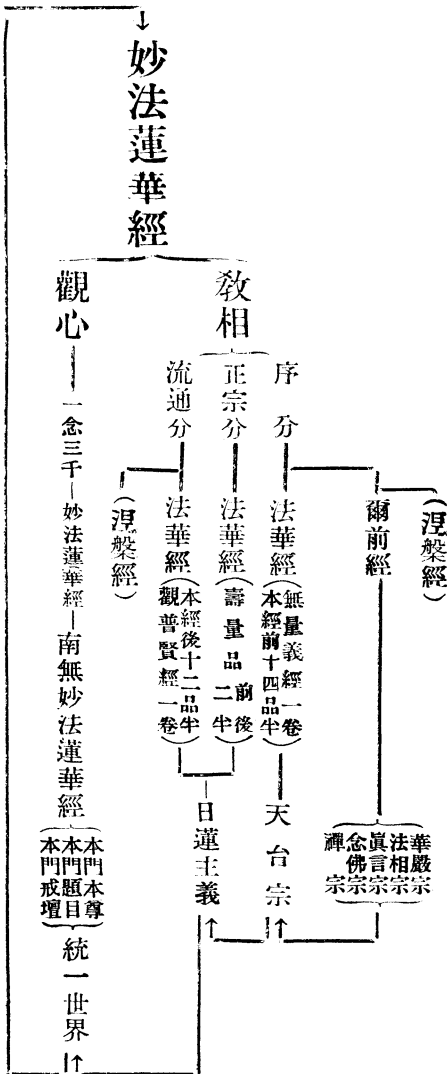 妙法蓮華經
教相
序分
(涅槃經)
爾前經
華嚴宗
法相宗
眞言宗
念佛宗
禪宗
法華經(無量義經一卷
本經前十四品半)
天台宗
正宗分
法華經(壽量品前後
二半)
流通分
法華經(本經後十二品半
觀普賢經一卷)
(涅槃經)
日蓮主義
觀心
一念三千
妙法蓮華經
南無妙法蓮華經
本門本尊
本門題目
本門戒壇
統一世界